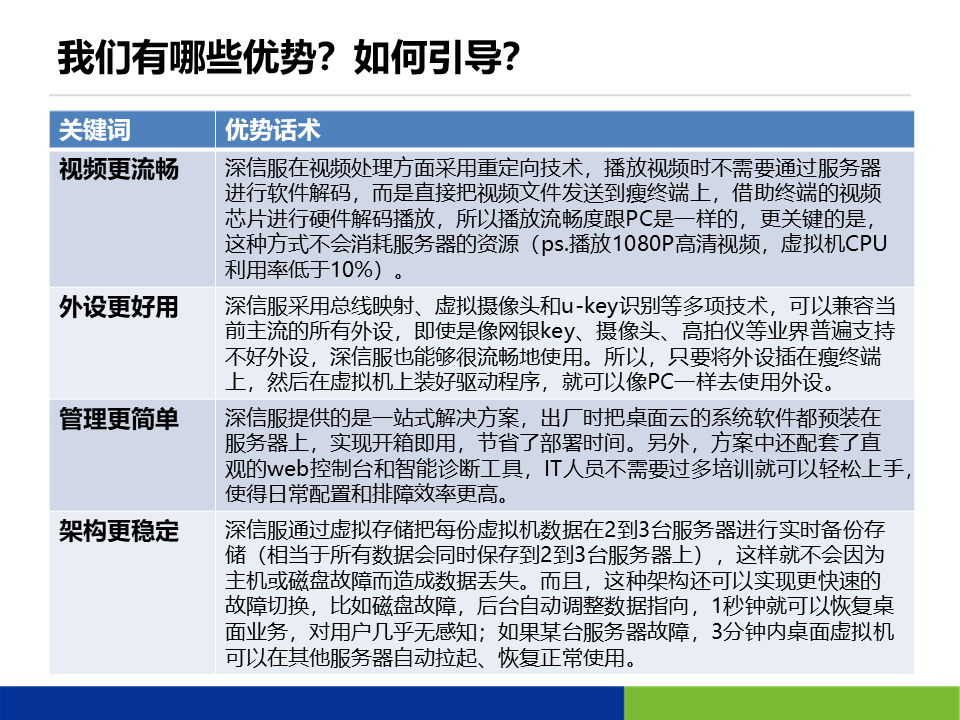 我们有哪些优势？如何引导？
关键词
优势话术
视频更流畅
深信服在视频处理方面采用重定向技术，播放视频时不需要通过服务器
进行软件解码，而是直接把视频文件发送到瘦终端上，借助终端的视频
芯片进行硬件解码播放，所以播放流畅度跟PC是一样的，更关键的是，
这种方式不会消耗服务器的资源（ps.播放1080P高清视频，虚拟机CPU
利用率低于10%）。
外设更好用
深信服采用总线映射、虚拟摄像头和u-key识别等多项技术，可以兼容当
前主流的所有外设，即使是像网银key、摄像头、高拍仪等业界普遍支持
不好外设，深信服也能够很流畅地使用。所以，只要将外设插在瘦终端
上，然后在虚拟机上装好驱动程序，就可以像PC一样去使用外设。
管理更简单
深信服提供的是一站式解决方案，出厂时把桌面云的系统软件都预装在
服务器上，实现开箱即用，节省了部署时间。另外，方案中还配套了直
观的web控制台和智能诊断工具，IT人员不需要过多培训就可以轻松上手，
使得日常配置和排障效率更高。
架构更稳定
深信服通过虚拟存储把每份虚拟机数据在2到3台服务器进行实时备份存
储（相当于所有数据会同时保存到2到3台服务器上），这样就不会因为
主机或磁盘故障而造成数据丢失。而且，这种架构还可以实现更快速的
故障切换，比如磁盘故障，后台自动调整数据指向，1秒钟就可以恢复桌
面业务，对用户几乎无感知；如果某台服务器故障，3分钟内桌面虚拟机
可以在其他服务器自动拉起、恢复正常使用。